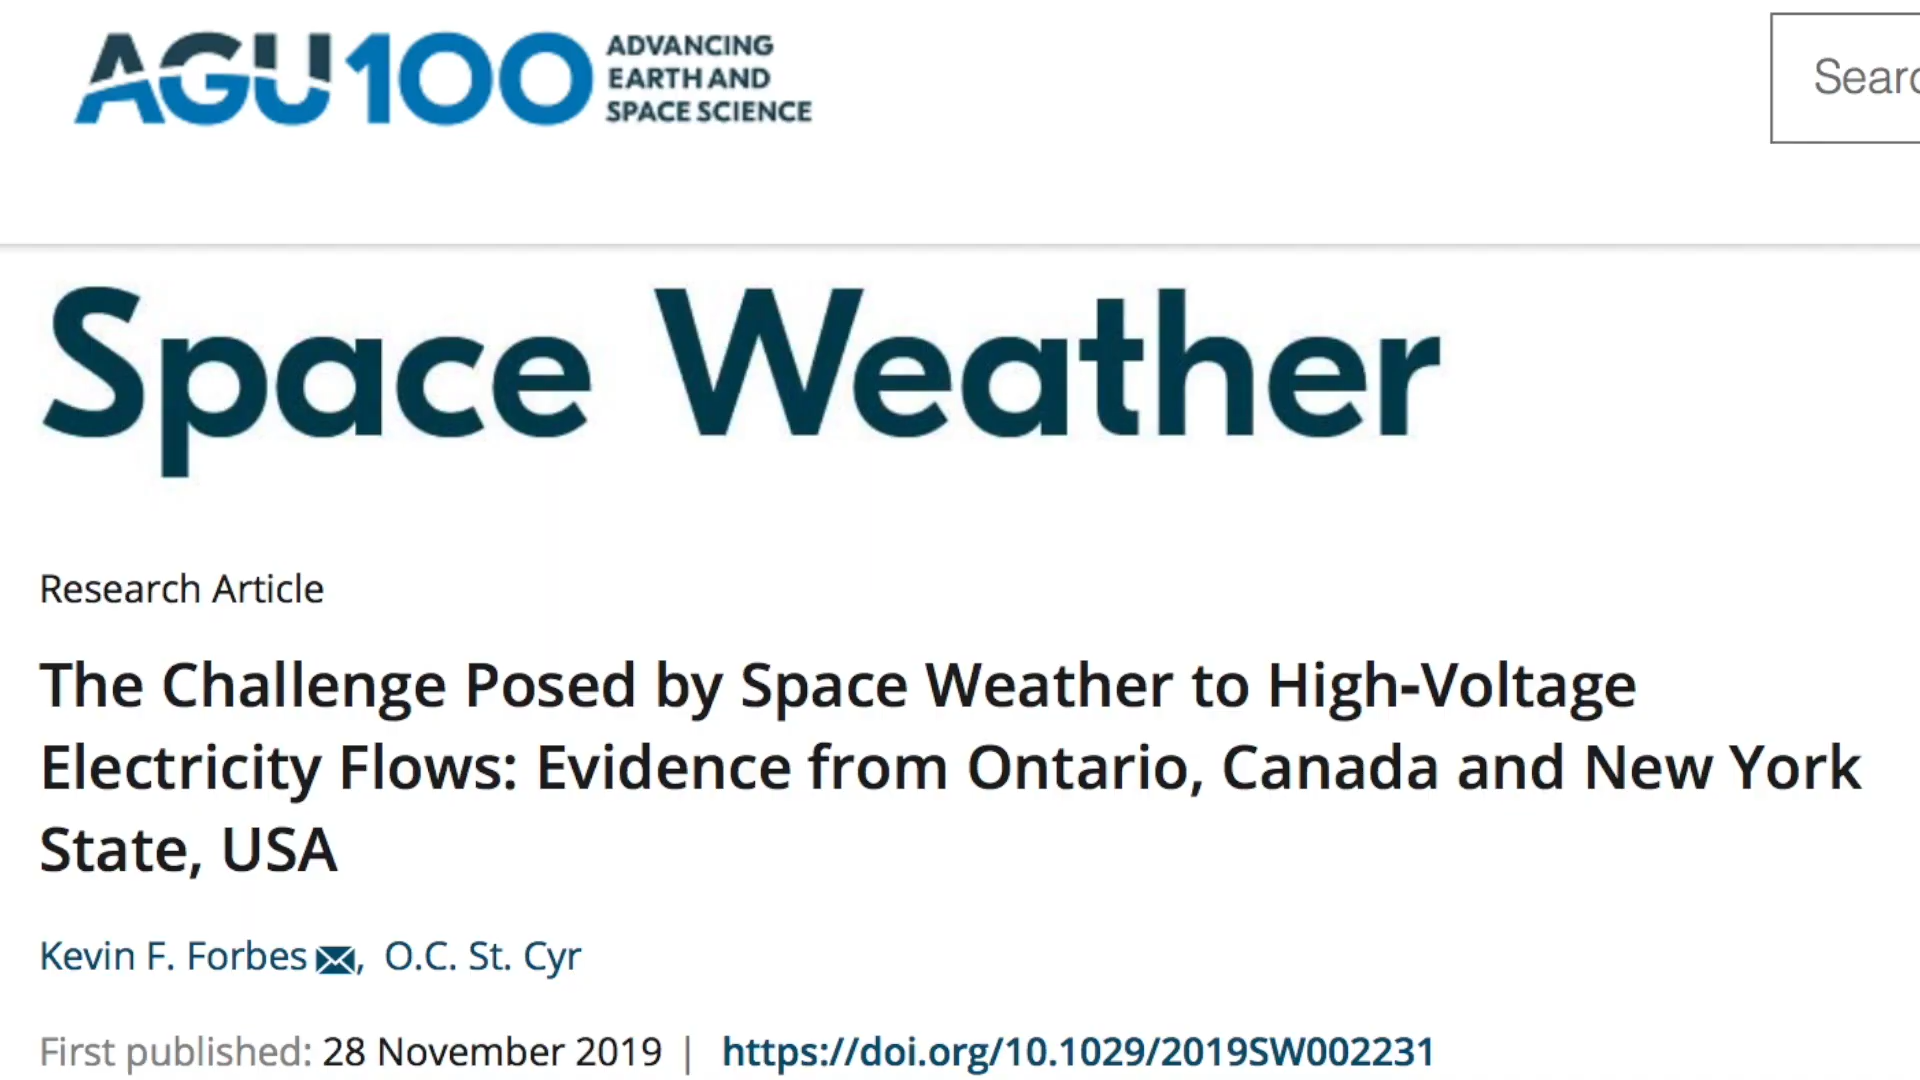 AGU100 ADVANCING
EARTH AND
SPACE SCIENCE
Space Weather
Research Article
The Challenge Posed by Space Weather to High-Voltage
Electricity Flows: Evidence from Ontario, Canada and New York
State, USA
Kevin F. Forbes, O.C. St. Cyr
First published: 28 November 2019 | https://doi.org/10.1029/2019SW002231